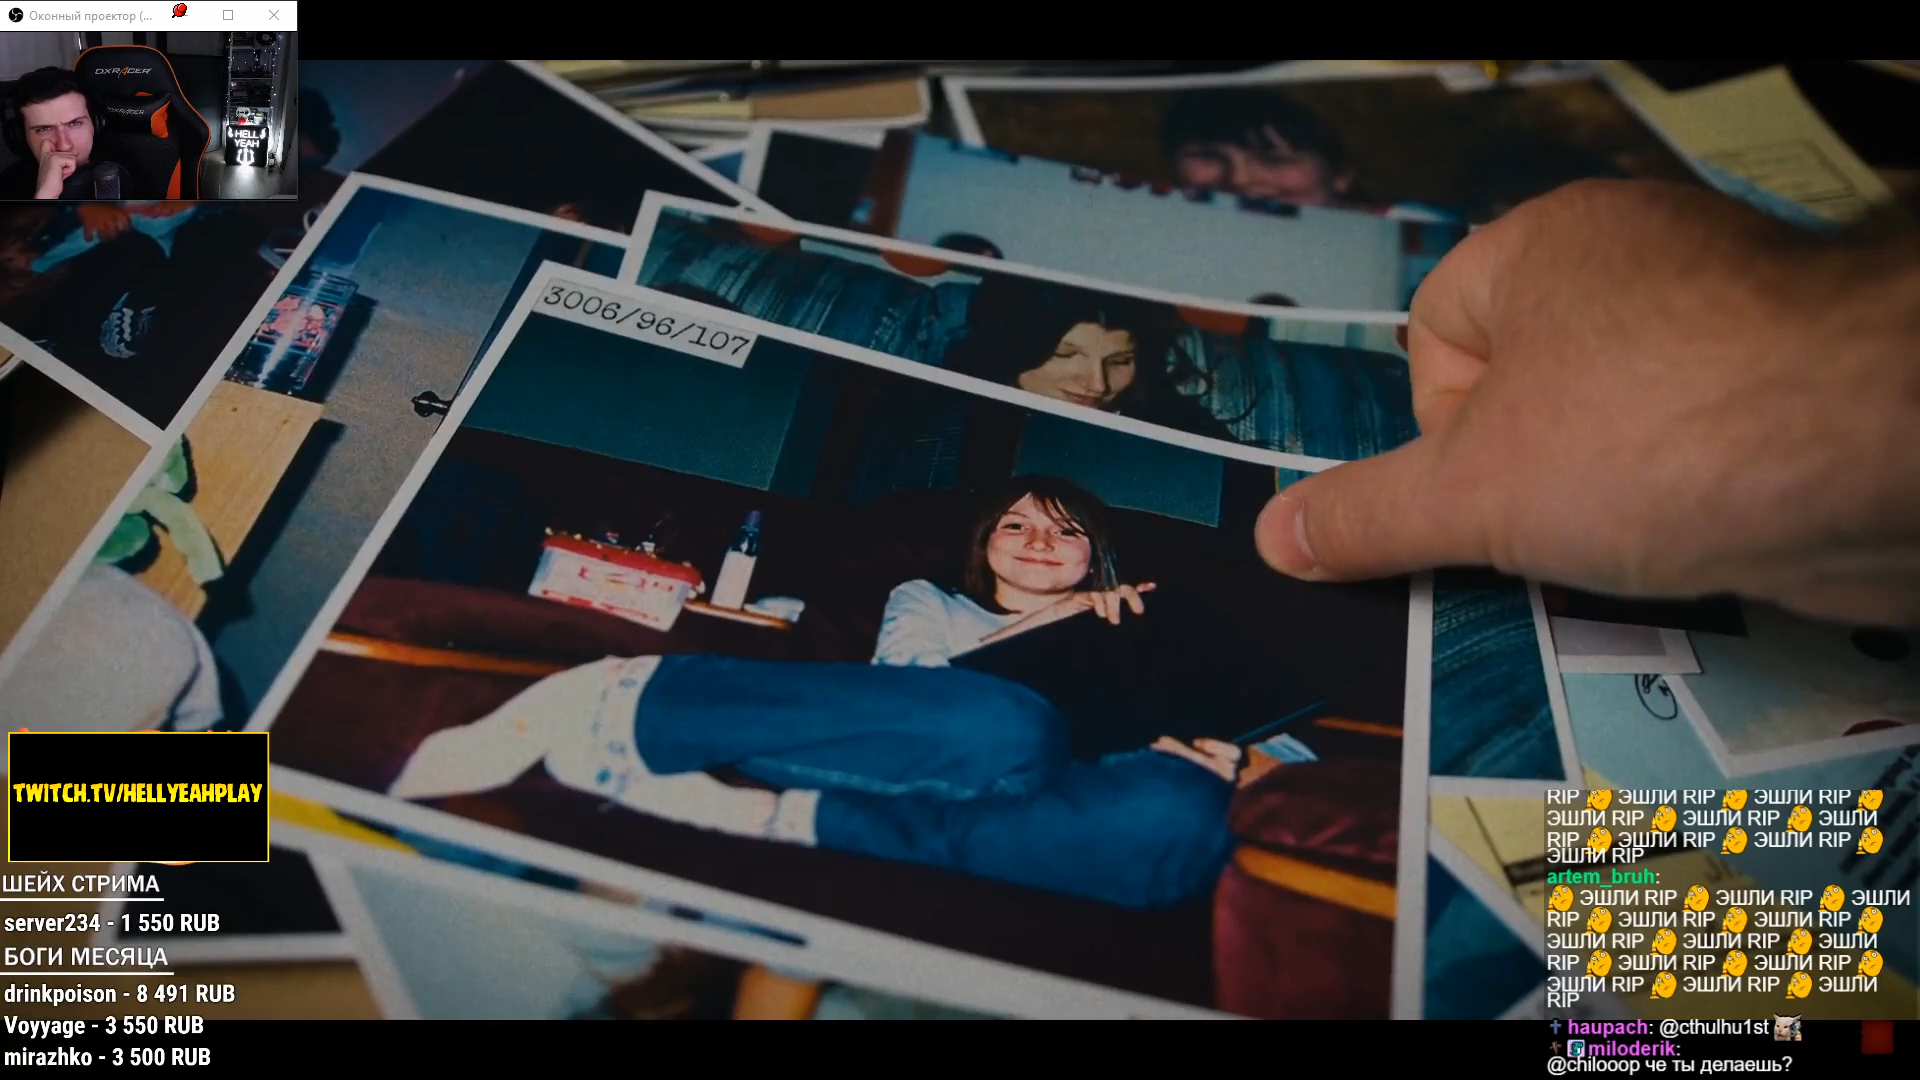 Оконный проектор (...
DXRACER
DXRACER
HELL
YEAH
3006/96/107
TWITCH.TV/HELLYEAHPLAY
ШЕЙХ СТРИМА
server234 - 1 550 RUB
БОГИ МЕСЯЦА
drinkpoison - 8 491 RUB
Voyyage - 3 550 RUB
mirazhko - 3 500 RUB
RIP ЭШЛИ RIP ЭШЛИ RIP
ЭШЛИ RIP ЭШЛИ RIP ЭШЛИ
RIP ЭШЛИ RIP ЭШЛИ RIP
ЭШЛИ RIP
artem_bruh:
ЭШЛИ RIP ЭШЛИ RIP ЭШЛИ
RIP ЭШЛИ RIP ЭШЛИ RIP
ЭШЛИ RIP ЭШЛИ RIP ЭШЛИ
RIP ЭШЛИ RIP ЭШЛИ RIP
ЭШЛИ RIP ЭШЛИ RIP ЭШЛИ
RIP
haupach: @cthulhu1st
miloderik:
@chilooop че ты делаешь?